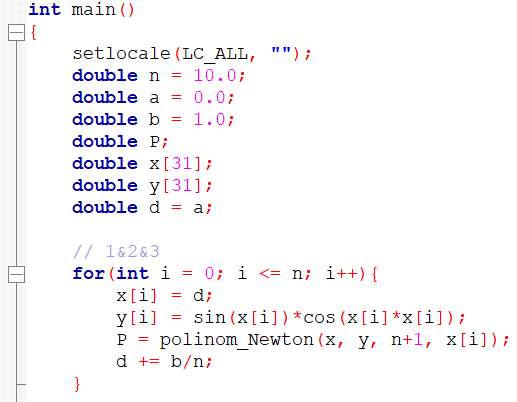 int main()
{
setlocale(LC_ALL, "");
double n = 10.0;
double a = 0.0;
double b = 1.0;
double P;
double x[31];
double y[31];
double d = a;
// 1&2&3
for(int i = 0; i <= n; i++){
x[i] = d;
y[i] = sin(x[i])*cos(x[i]*x[i]);
P = polinom_Newton(x, y, n+1, x[i]);
d += b/n;
}